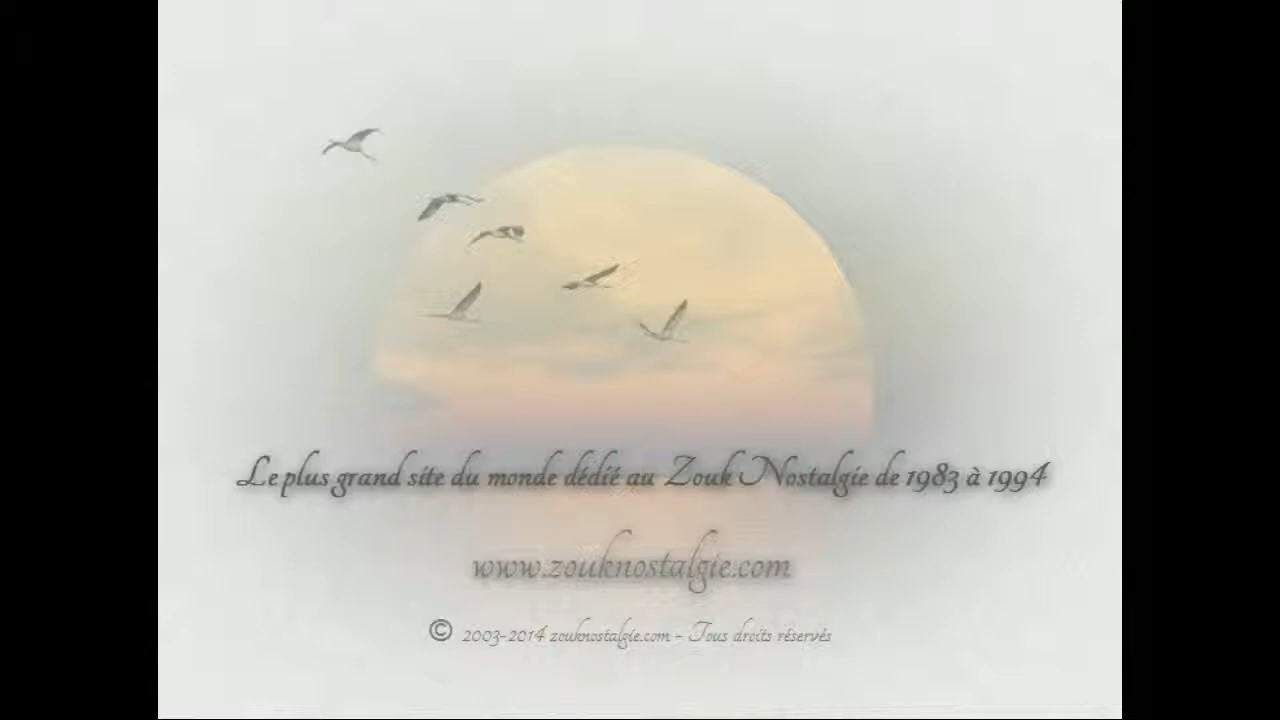 Le plus grand site du monde dédié au Zouk Nostalgie de 1983 à 1994
www.zouknostalgie.com
© 2003-2014 zouknostalgie.com - Tous droits réservés